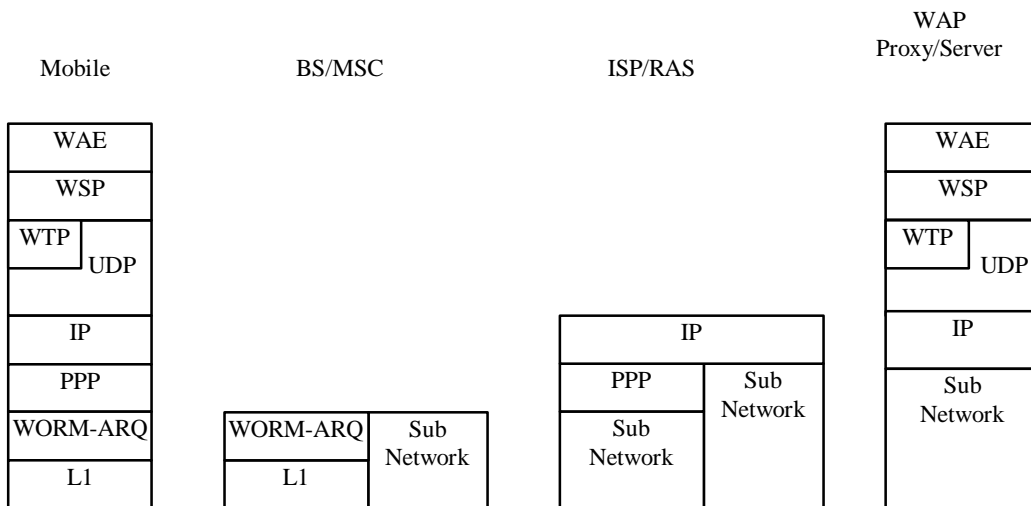 WAP
Proxy/Server
Mobile
BS/MSC
ISP/RAS
WAE
WSP
WTP
UDP
IP
PPP
WORM-ARQ
L1
WORM-ARQ
L1
Sub
Network
IP
PPP
Sub
Network
Sub
Network
WAE
WSP
WTP
UDP
IP
Sub
Network